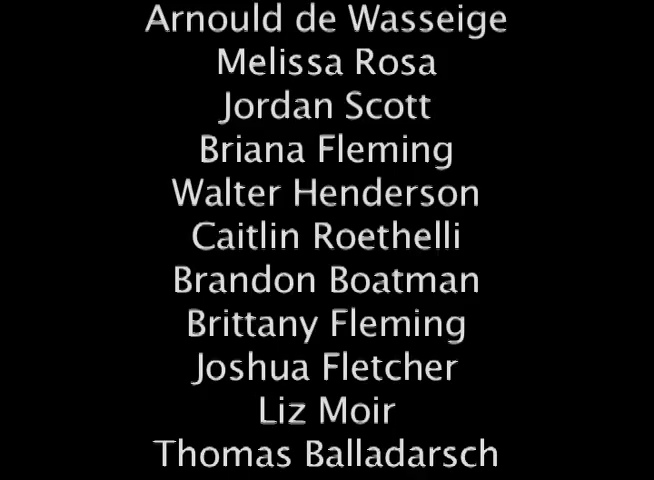 Arnould de Wasseige
Melissa Rosa
Jordan Scott
Briana Fleming
Walter Henderson
Caitlin Roethelli
Brandon Boatman
Brittany Fleming
Joshua Fletcher
Liz Moir
Thomas Balladarsch